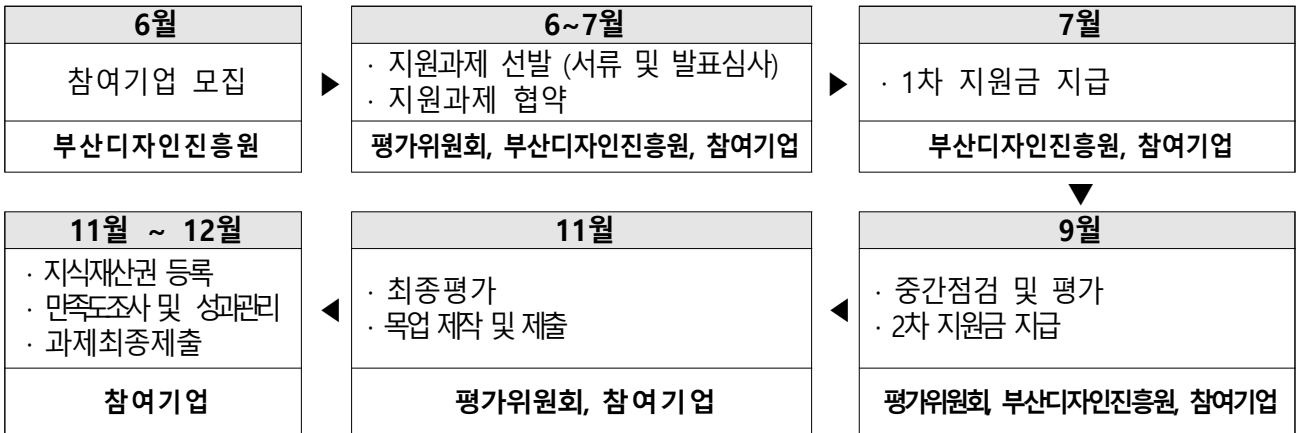 6월
참여기업 모집
부산디자인진흥원
▶
6~7월
· 지원과제 선발 (서류 및 발표심사)
· 지원과제 협약
평가위원회, 부산디자인진흥원, 참여기업
▶
7월
· 1차 지원금 지급
부산디자인진흥원, 참여기업
▼
9월
· 중간점검 및 평가
· 2차 지원금 지급
평가위원회, 부산디자인진흥원, 참여기업
◀
11월
· 최종평가
· 목업 제작 및 제출
평가위원회, 참여기업
◀
11월 ~ 12월
· 지식재산권 등록
· 만족도조사 및 성과관리
· 과제최종제출
참여기업